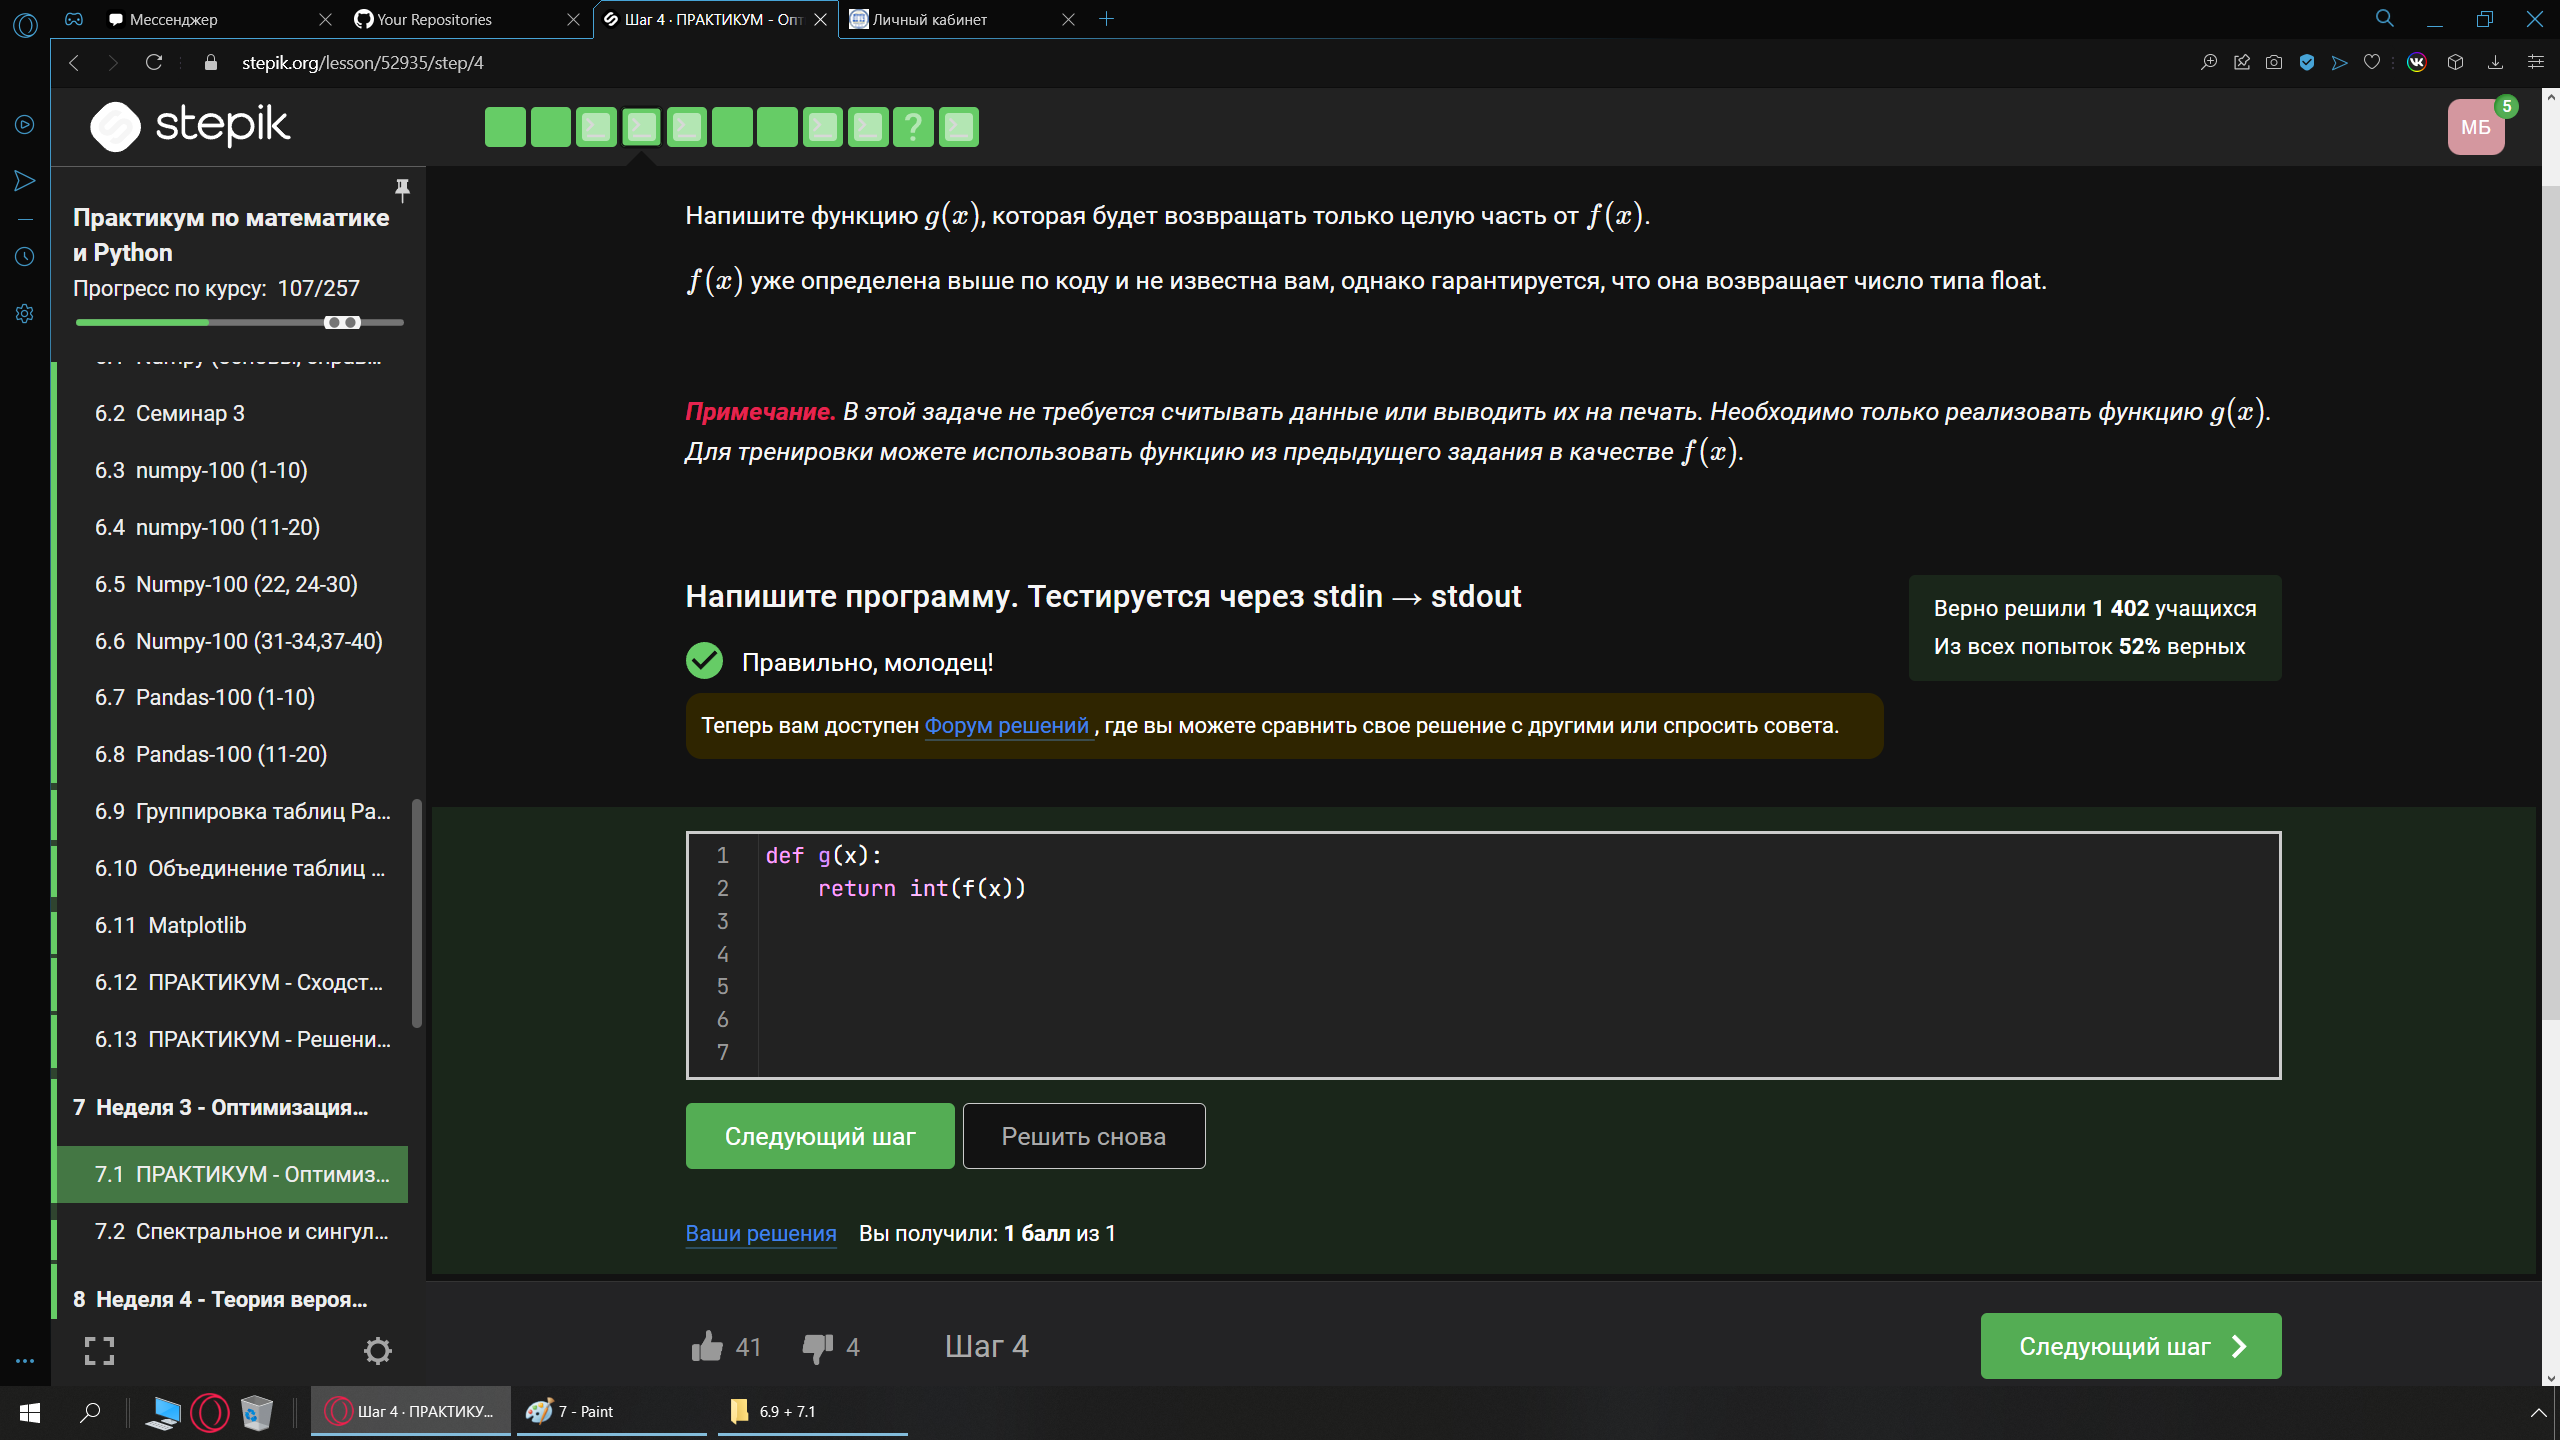 Мессенджер
Your Repositories
Шаг 4 · ПРАКТИКУМ - Опт
Личный кабинет
stepik.org/lesson/52935/step/4
stepik
?
МБ
5
Практикум по математике
и Python
Прогресс по курсу: 107/257
6.2 Семинар 3
6.3 numpy-100 (1-10)
6.4 numpy-100 (11-20)
6.5 Numpy-100 (22, 24-30)
6.6 Numpy-100 (31-34,37-40)
6.7 Pandas-100 (1-10)
6.8 Pandas-100 (11-20)
6.9 Группировка таблиц Pa...
6.10 Объединение таблиц ...
6.11 Matplotlib
6.12 ПРАКТИКУМ - Сходст...
6.13 ПРАКТИКУМ - Решени...
7 Неделя 3 - Оптимизация...
7.1 ПРАКТИКУМ - Оптимиз...
7.2 Спектральное и сингул...
8 Неделя 4 - Теория вероя...
Напишите функцию g(x), которая будет возвращать только целую часть от f(x).
f(x) уже определена выше по коду и не известна вам, однако гарантируется, что она возвращает число типа float.
Примечание. В этой задаче не требуется считывать данные или выводить их на печать. Необходимо только реализовать функцию g(x).
Для тренировки можете использовать функцию из предыдущего задания в качестве f(x).
Напишите программу. Тестируется через stdin → stdout
Верно решили 1 402 учащихся
Из всех попыток 52% верных
Правильно, молодец!
Теперь вам доступен Форум решений, где вы можете сравнить свое решение с другими или спросить совета.
1 def g(x):
2     return int(f(x))
3
4
5
6
7
Следующий шаг
Решить снова
Ваши решения Вы получили: 1 балл из 1
41
4
Шаг 4
Следующий шаг
Шаг 4 · ПРАКТИКУ...
7 - Paint
6.9 + 7.1